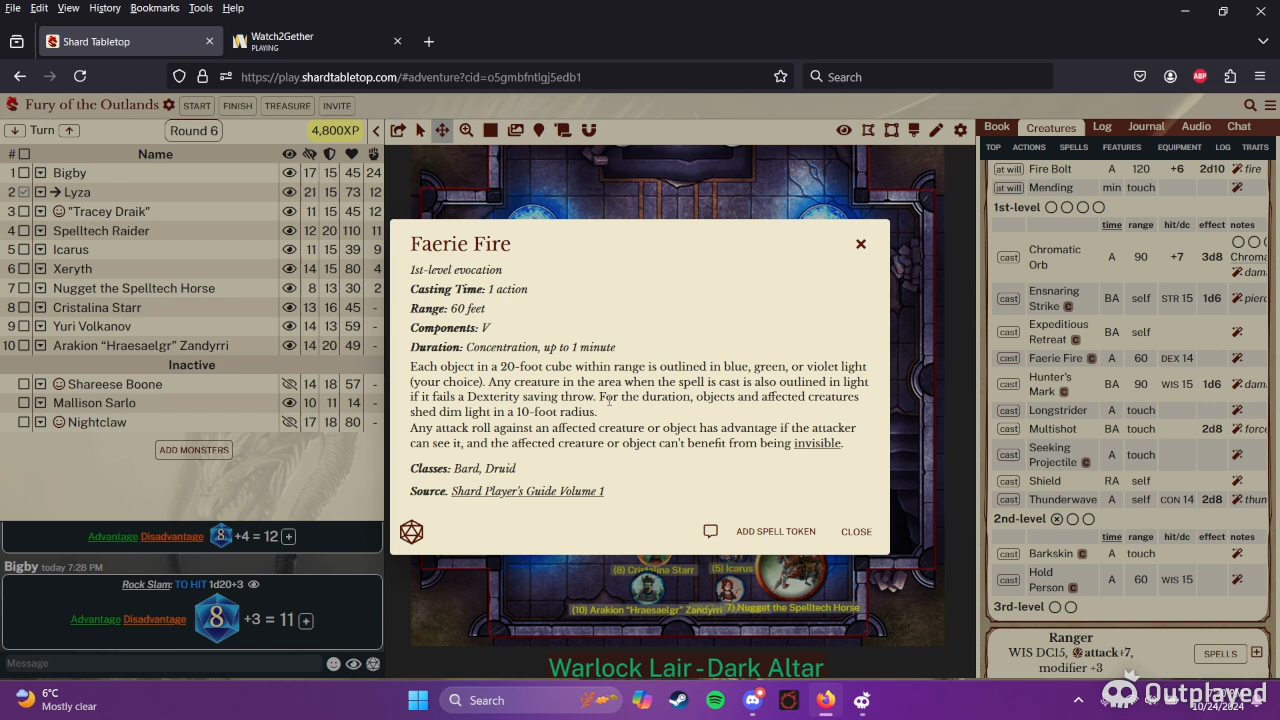 File Edit View History Bookmarks Tools Help
Shard Tabletop
Watch2Gether
PLAYING
https://play.shardtabletop.com/#adventure?cid=o5gmbfntlgj5edb1
Search
ABP
Fury of the Outlands START FINISH TREASURE INVITE
Turn Round 6 4,800XP
Book Creatures Log Journal Audio Chat
TOP ACTIONS SPELLS FEATURES EQUIPMENT LOG TRAITS
# Name
1 Bigby 17 15 45 24
2 Lyza 21 15 73 12
3 "Tracey Draik" 11 15 45 12
4 Spelltech Raider 12 20 110 11
5 Icarus 11 15 39 9
6 Xeryth 14 15 80 4
7 Nugget the Spelltech Horse 8 13 30 2
8 Cristalina Starr 13 16 45 -
9 Yuri Volkanov 14 13 59 -
10 Arakion "Hraesaelgr" Zandyrri 14 20 49 -
Inactive
Shareese Boone 14 18 57 -
Mallison Sarlo 10 11 14 -
Nightclaw 17 18 80 -
ADD MONSTERS
Advantage Disadvantage 8 +4 = 12 +
Bigby today 7:28 PM
Rock Slam: TO HIT 1d20+3
Advantage Disadvantage 8 +3 = 11 +
Message
Faerie Fire
1st-level evocation
Casting Time: 1 action
Range: 60 feet
Components: V
Duration: Concentration, up to 1 minute
Each object in a 20-foot cube within range is outlined in blue, green, or violet light
(your choice). Any creature in the area when the spell is cast is also outlined in light
if it fails a Dexterity saving throw. For the duration, objects and affected creatures
shed dim light in a 10-foot radius.
Any attack roll against an affected creature or object has advantage if the attacker
can see it, and the affected creature or object can't benefit from being invisible.
Classes: Bard, Druid
Source. Shard Player's Guide Volume 1
ADD SPELL TOKEN CLOSE
(8) Cristalina Starr (5) Icarus
(10) Arakion "Hraesaelgr" Zandyrri 7) Nugget the Spelltech Horse
Warlock Lair - Dark Altar
at will Fire Bolt A 120 +6 2d10 fire
at will Mending min touch
1st-level
time range hit/dc effect notes
cast Chromatic Orb A 90 +7 3d8 Chroma dam
cast Ensnaring Strike C BA self STR 15 1d6 pierc
cast Expeditious Retreat C BA self
cast Faerie Fire C A 60 DEX 14
cast Hunter's Mark C BA 90 WIS 15 1d6 dam
cast Longstrider A touch
cast Multishot BA touch 2d8 force
cast Seeking Projectile C A touch
cast Shield RA self
cast Thunderwave A self CON 14 2d8 thun
2nd-level
time range hit/dc effect notes
cast Barkskin C A touch
cast Hold Person C A 60 WIS 15
3rd-level
Ranger
WIS DC15, attack+7,
modifier +3
SPELLS
6°C
Mostly clear
Search
Outplayed
10/24/2024